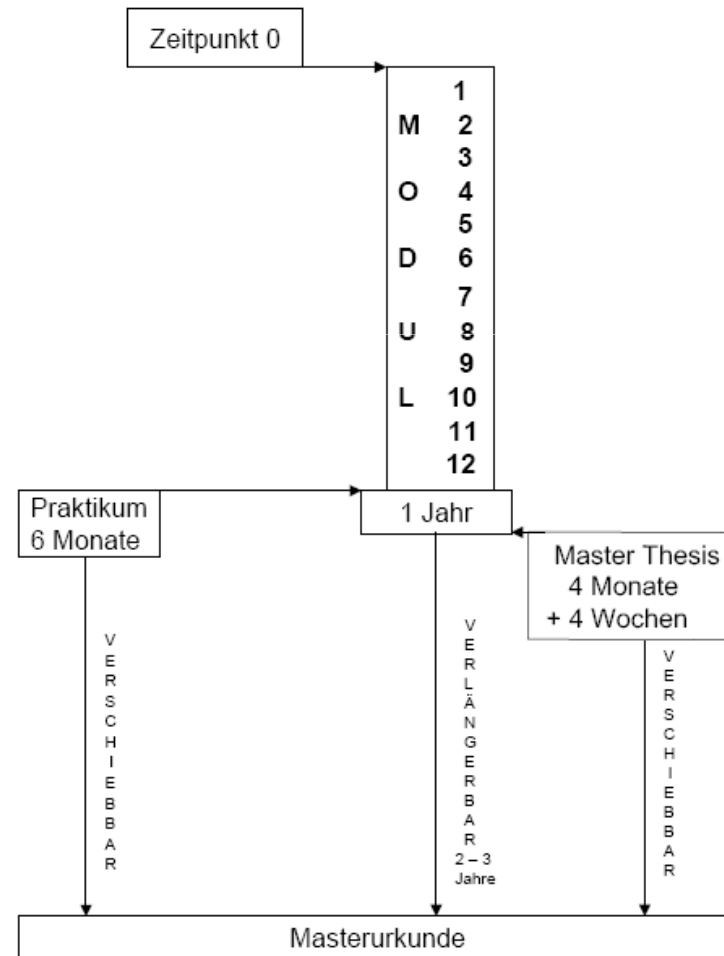 Zeitpunkt 0
1
M 2
3
O 4
5
D 6
7
U 8
9
L 10
11
12
Praktikum
6 Monate
1 Jahr
Master Thesis
4 Monate
+ 4 Wochen
VERSCHIEBBAR
VERLÄNGERBAR
2 – 3
Jahre
VERSCHIEBBAR
Masterurkunde